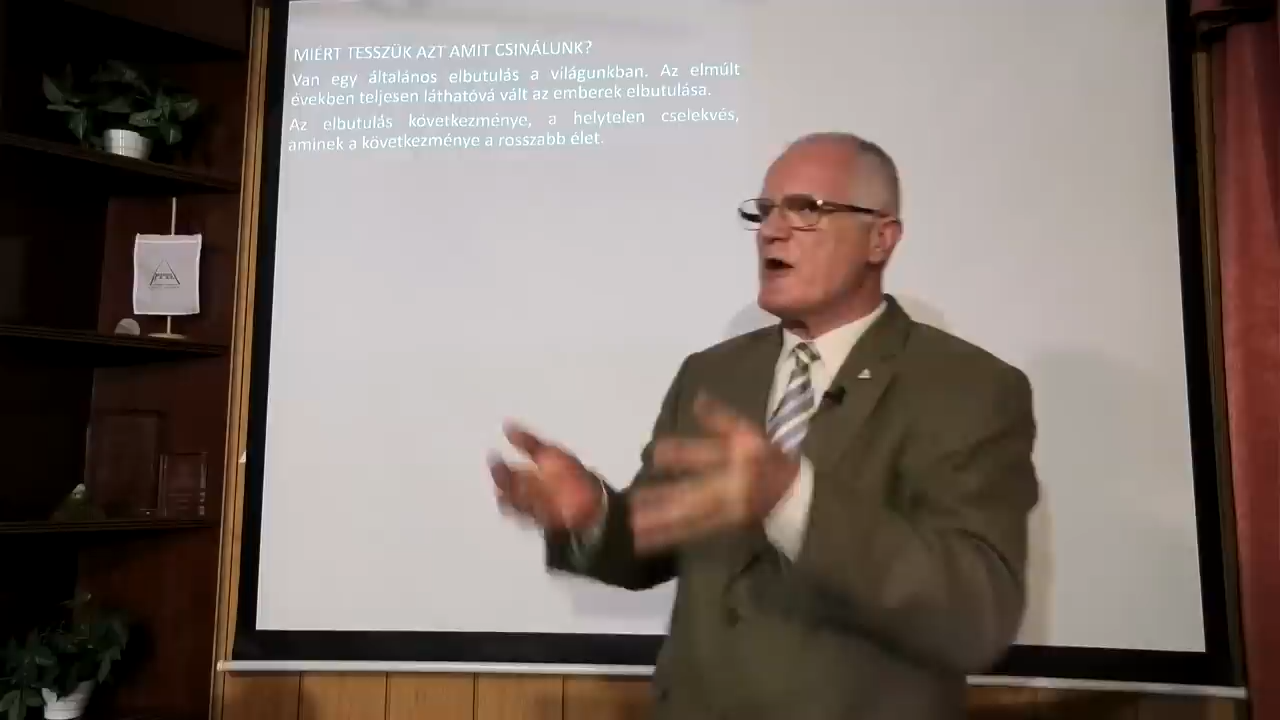 MIÉRT TESSZÜK AZT AMIT CSINÁLUNK?
Van egy általános elbutulás a világunkban. Az elmúlt
években teljesen láthatóvá vált az emberek elbutulása.
Az elbutulás következménye, a helytelen cselekvés,
aminek a következménye a rosszabb élet.